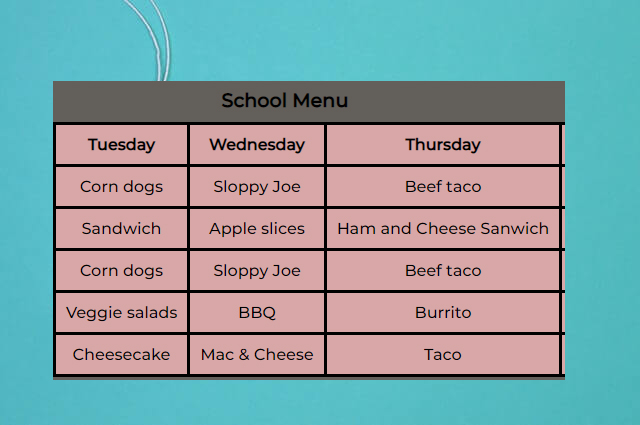 School Menu
Tuesday Wednesday Thursday
Corn dogs Sloppy Joe Beef taco
Sandwich Apple slices Ham and Cheese Sanwich
Corn dogs Sloppy Joe Beef taco
Veggie salads BBQ Burrito
Cheesecake Mac & Cheese Taco